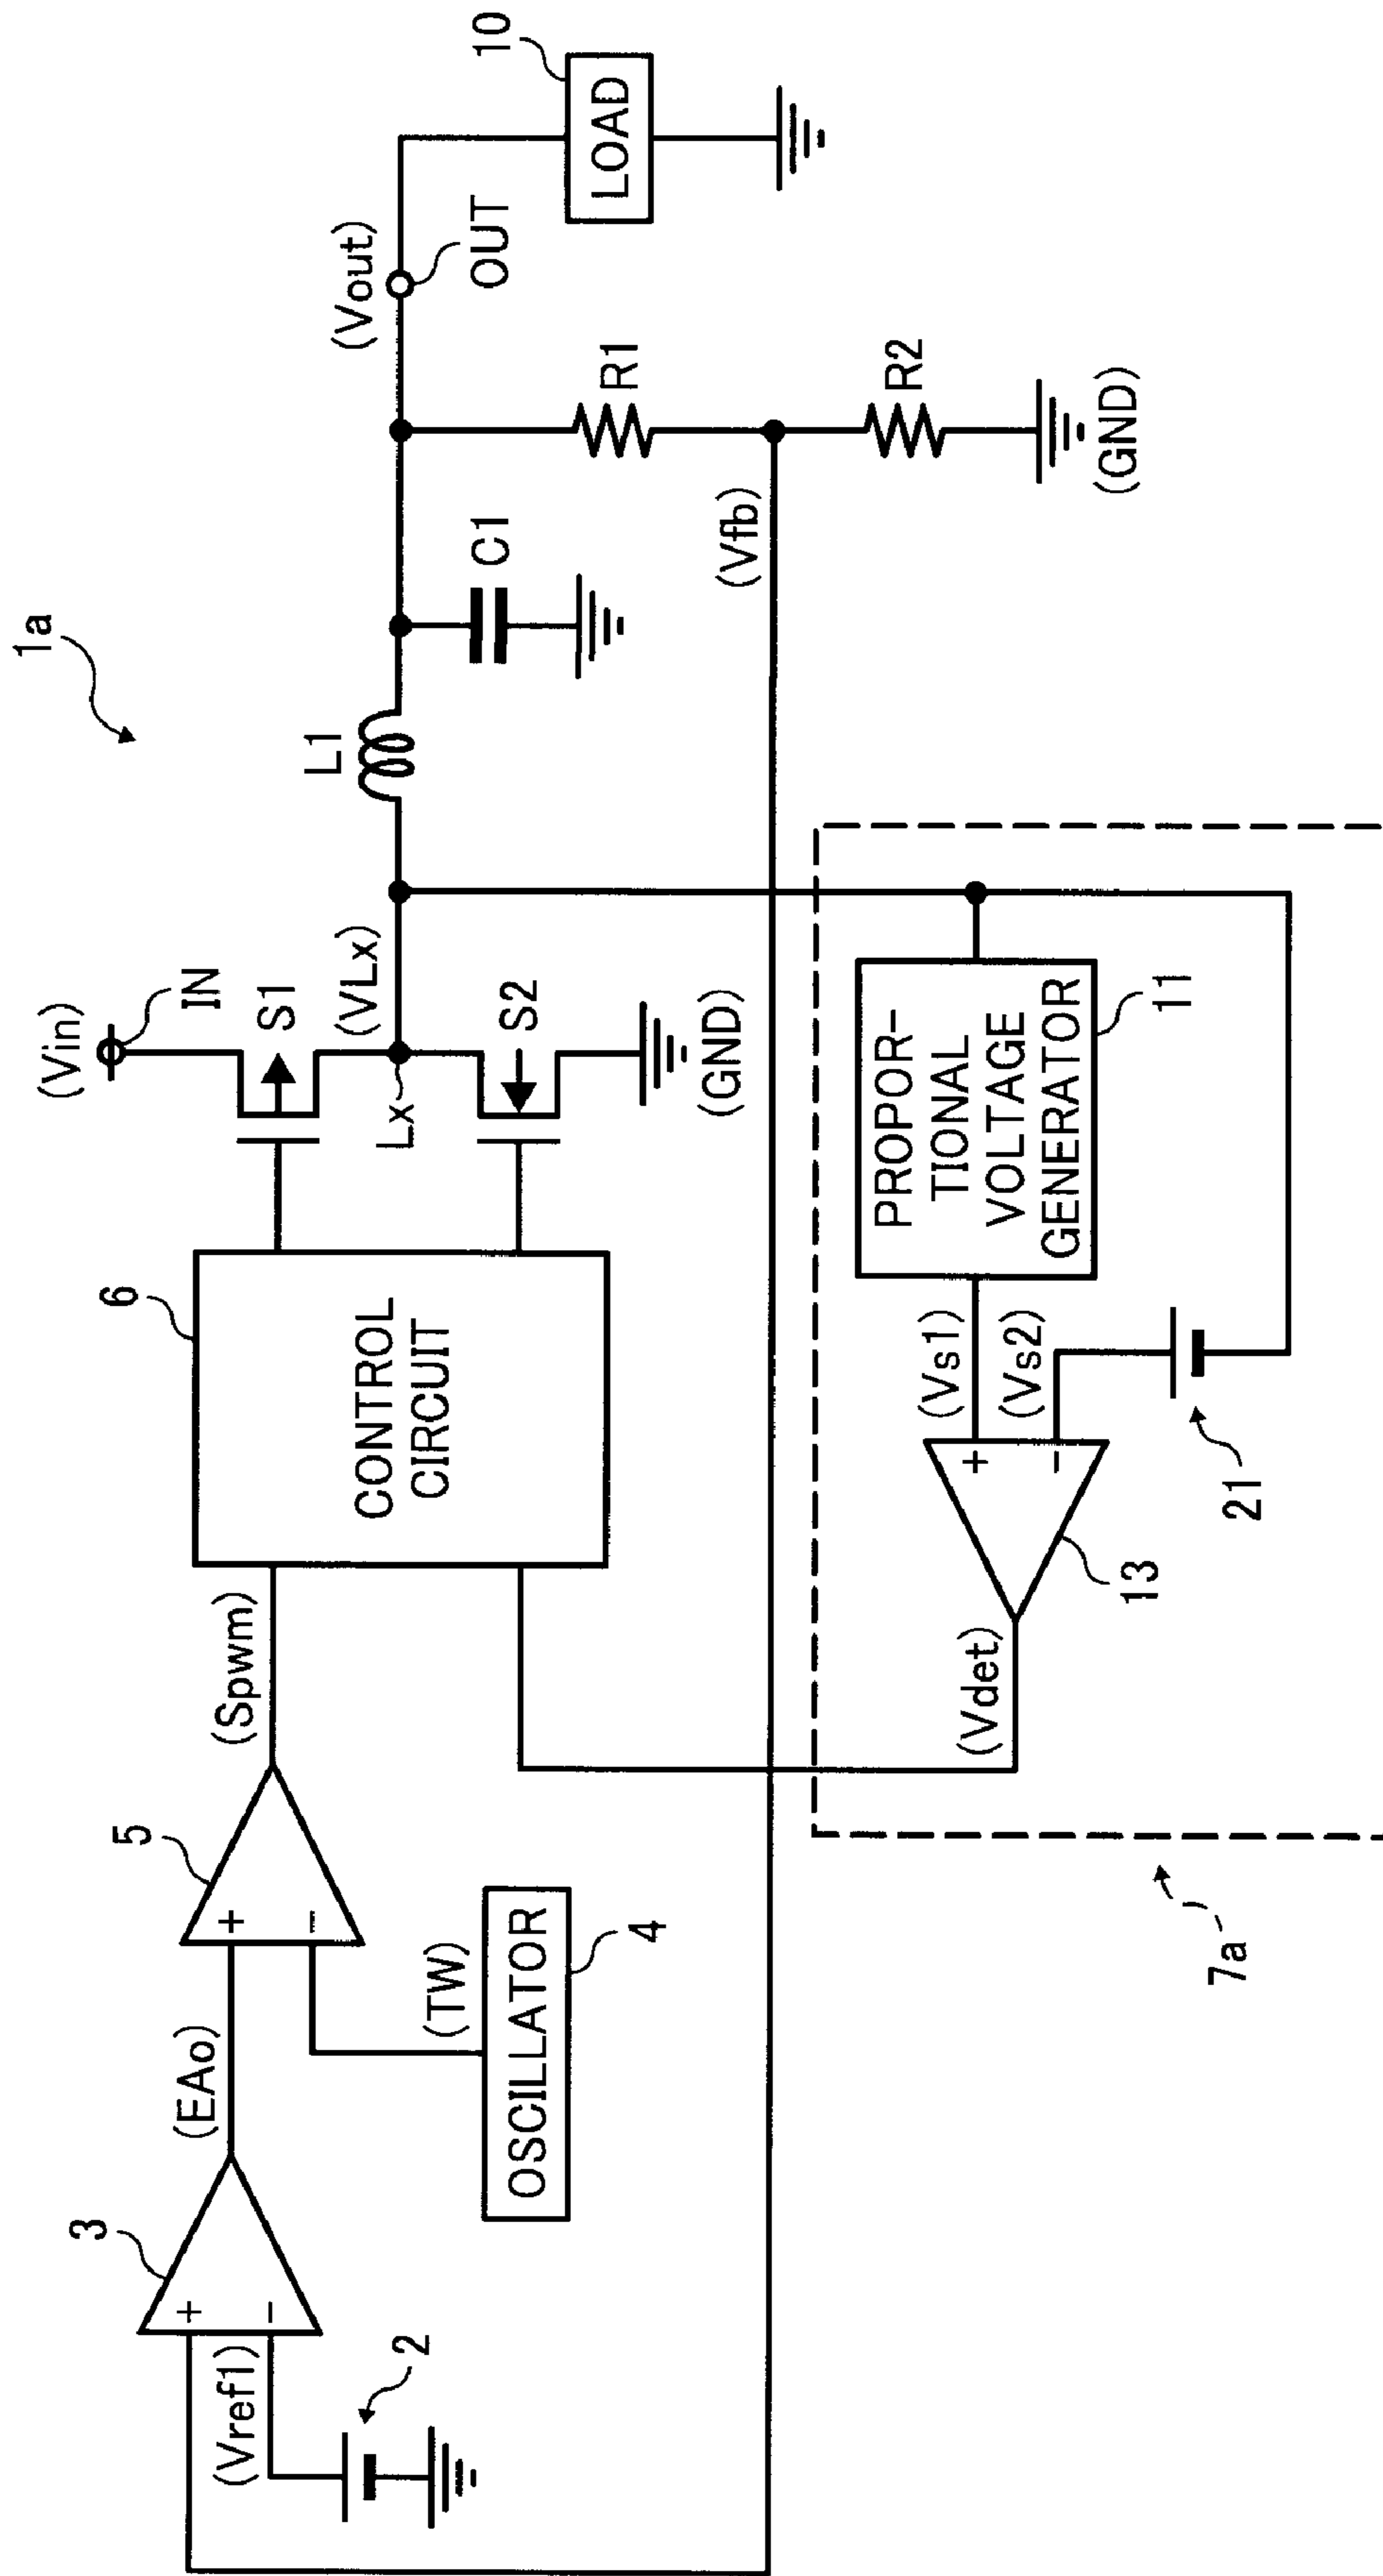 1a
(Vin)
IN
S1
(VLx)
Lx
S2
(GND)
L1
C1
(Vout)
OUT
R1
(Vfb)
R2
(GND)
10
LOAD
6
CONTROL
CIRCUIT
(Spwm)
5
+
-
(EAo)
3
+
-
(Vref1)
2
(TW)
OSCILLATOR
4
PROPOR-
TIONAL
VOLTAGE
GENERATOR
11
(Vs1)
(Vs2)
+
-
13
21
(Vdet)
7a